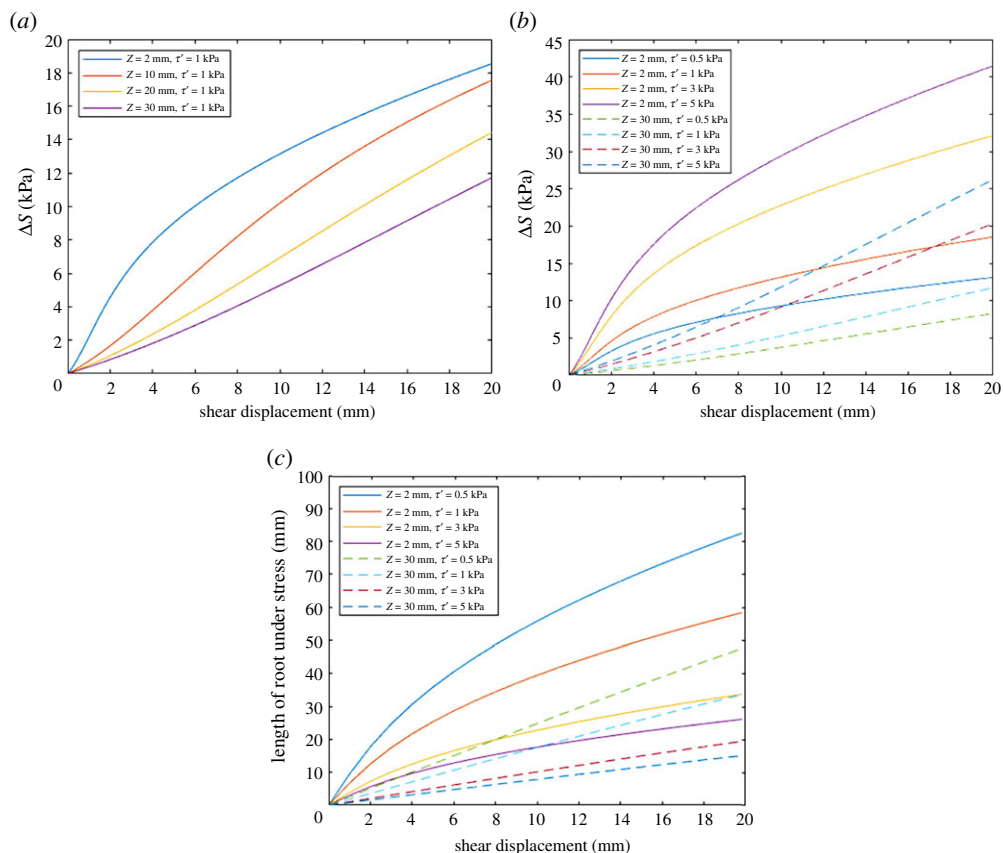 (a)
20
18
16
14
12
10
8
6
4
2
0
ΔS (kPa)
Z = 2 mm, τ′ = 1 kPa
Z = 10 mm, τ′ = 1 kPa
Z = 20 mm, τ′ = 1 kPa
Z = 30 mm, τ′ = 1 kPa
2 4 6 8 10 12 14 16 18 20
shear displacement (mm)
(b)
45
40
35
30
25
20
15
10
5
0
ΔS (kPa)
Z = 2 mm, τ′ = 0.5 kPa
Z = 2 mm, τ′ = 1 kPa
Z = 2 mm, τ′ = 3 kPa
Z = 2 mm, τ′ = 5 kPa
Z = 30 mm, τ′ = 0.5 kPa
Z = 30 mm, τ′ = 1 kPa
Z = 30 mm, τ′ = 3 kPa
Z = 30 mm, τ′ = 5 kPa
2 4 6 8 10 12 14 16 18 20
shear displacement (mm)
(c)
100
90
80
70
60
50
40
30
20
10
0
length of root under stress (mm)
Z = 2 mm, τ′ = 0.5 kPa
Z = 2 mm, τ′ = 1 kPa
Z = 2 mm, τ′ = 3 kPa
Z = 2 mm, τ′ = 5 kPa
Z = 30 mm, τ′ = 0.5 kPa
Z = 30 mm, τ′ = 1 kPa
Z = 30 mm, τ′ = 3 kPa
Z = 30 mm, τ′ = 5 kPa
2 4 6 8 10 12 14 16 18 20
shear displacement (mm)